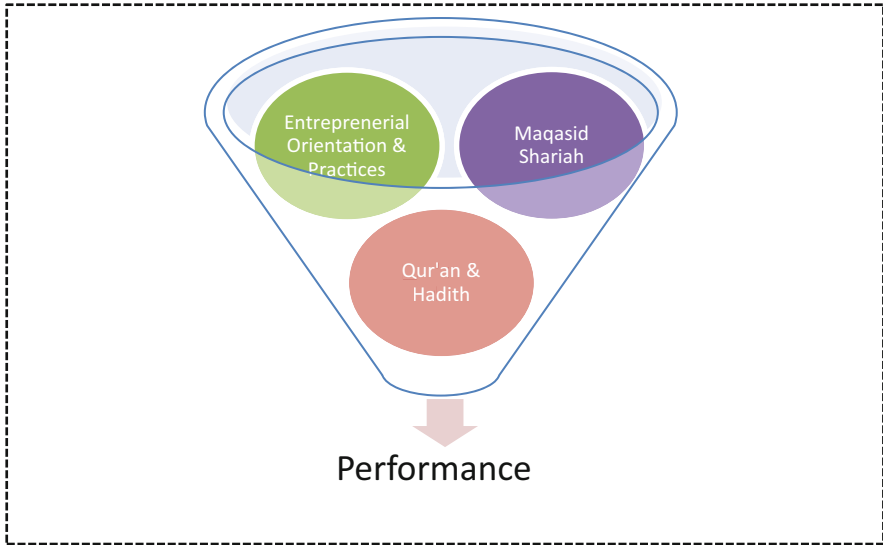 Entreprenerial
Orientation &
Practices
Maqasid
Shariah
Qur'an &
Hadith
Performance